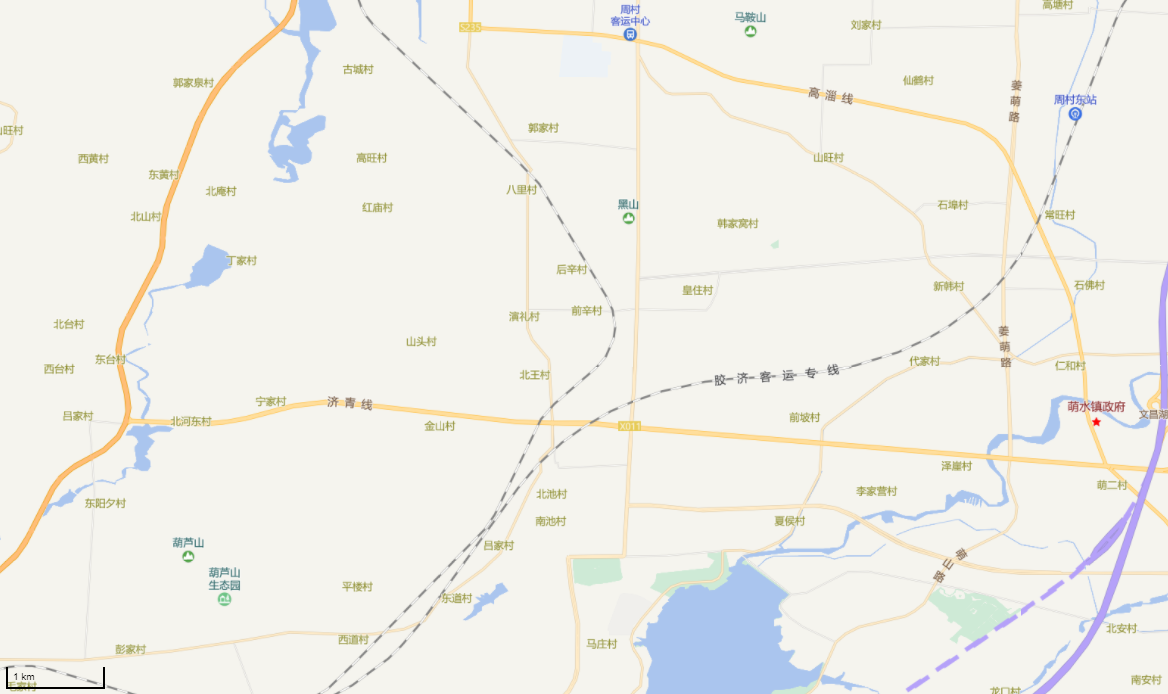 周村
客运中心
马鞍山
刘家村
高塘村
S235
古城村
郭家泉村
仙鹤村
高淄线
姜萌路
周村东站
山旺村
郭家村
西黄村
高旺村
山旺村
东黄村
北庵村
八里村
北山村
红庙村
黑山
石埠村
常旺村
韩家窝村
丁家村
后辛村
皇住村
新韩村
石佛村
前辛村
演礼村
北台村
姜萌路
山头村
东台村
西台村
代家村
仁和村
北王村
胶济客运专线
宁家村
济青线
萌水镇政府
文昌湖
吕家村
北河东村
金山村
X011
前坡村
泽崖村
李家营村
萌二村
东阳夕村
北池村
南池村
夏侯村
葫芦山
吕家村
萌山路
葫芦山
生态园
平楼村
东道村
西道村
马庄村
彭家村
北安村
1 km
南安村
龙口村